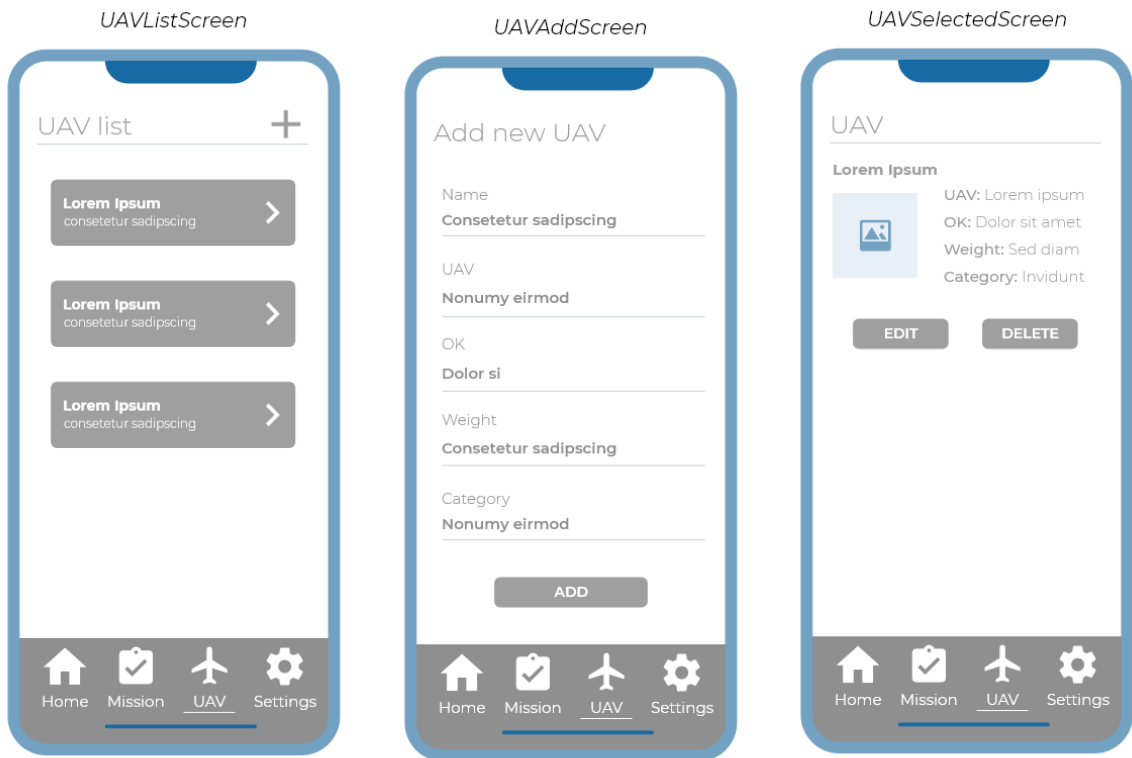 UAVListScreen
UAV list
Lorem Ipsum
consetetur sadipscing
Lorem Ipsum
consetetur sadipscing
Lorem Ipsum
consetetur sadipscing
Home Mission UAV Settings
UAVAddScreen
Add new UAV
Name
Consetetur sadipscing
UAV
Nonumy eirmod
OK
Dolor si
Weight
Consetetur sadipscing
Category
Nonumy eirmod
ADD
Home Mission UAV Settings
UAVSelectedScreen
UAV
Lorem Ipsum
UAV: Lorem ipsum
OK: Dolor sit amet
Weight: Sed diam
Category: Invidunt
EDIT DELETE
Home Mission UAV Settings